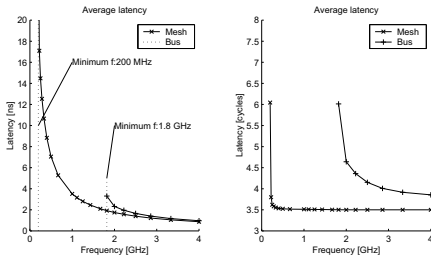 Average latency
20
18
16
14
12
10
8
6
4
2
0
0 1 2 3 4
Latency [ns]
Frequency [GHz]
Mesh
Bus
Minimum f:200 MHz
Minimum f:1.8 GHz
Average latency
8
7.5
7
6.5
6
5.5
5
4.5
4
3.5
3
0 1 2 3 4
Latency [cycles]
Frequency [GHz]
Mesh
Bus